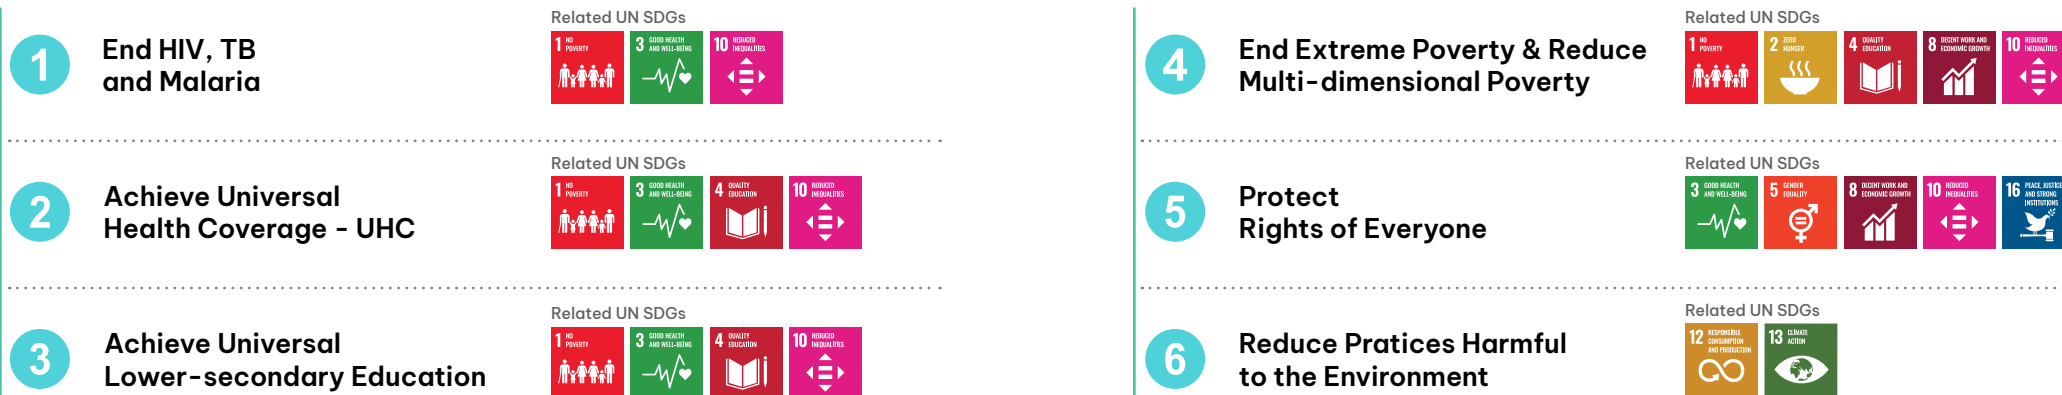 1
End HIV, TB
and Malaria
Related UN SDGs
1 NO
POVERTY
3 GOOD HEALTH
AND WELL-BEING
10 REDUCED
INEQUALITIES
2
Achieve Universal
Health Coverage - UHC
Related UN SDGs
1 NO
POVERTY
3 GOOD HEALTH
AND WELL-BEING
4 QUALITY
EDUCATION
10 REDUCED
INEQUALITIES
3
Achieve Universal
Lower-secondary Education
Related UN SDGs
1 NO
POVERTY
3 GOOD HEALTH
AND WELL-BEING
4 QUALITY
EDUCATION
10 REDUCED
INEQUALITIES
4
End Extreme Poverty & Reduce
Multi-dimensional Poverty
Related UN SDGs
1 NO
POVERTY
2 ZERO
HUNGER
4 QUALITY
EDUCATION
8 DECENT WORK AND
ECONOMIC GROWTH
10 REDUCED
INEQUALITIES
5
Protect
Rights of Everyone
Related UN SDGs
3 GOOD HEALTH
AND WELL-BEING
5 GENDER
EQUALITY
8 DECENT WORK AND
ECONOMIC GROWTH
10 REDUCED
INEQUALITIES
16 PEACE, JUSTICE
AND STRONG
INSTITUTIONS
6
Reduce Pratices Harmful
to the Environment
Related UN SDGs
12 RESPONSIBLE
CONSUMPTION
AND PRODUCTION
13 CLIMATE
ACTION